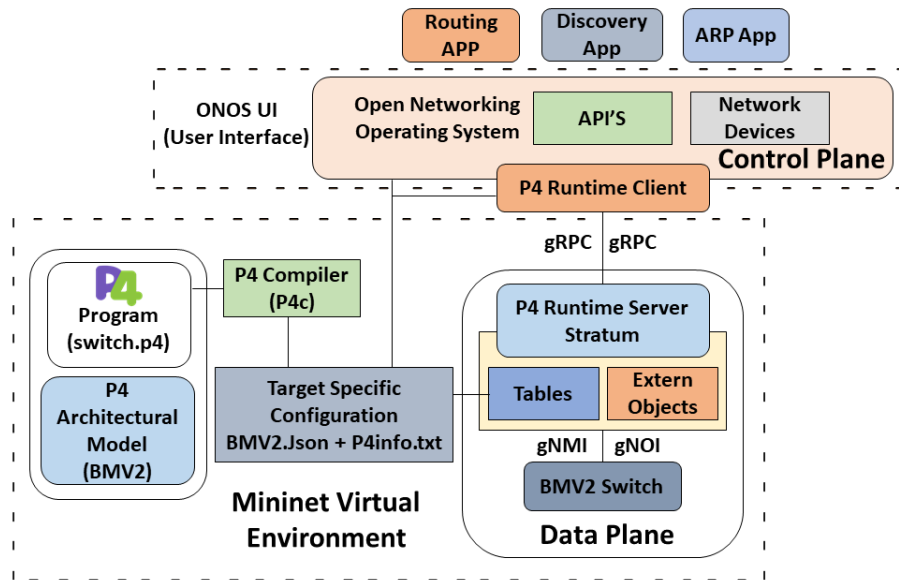 Routing
APP
Discovery
App
ARP App
ONOS UI
(User Interface)
Open Networking
Operating System
API'S
Network
Devices
Control Plane
P4 Runtime Client
gRPC gRPC
P4
Program
(switch.p4)
P4 Compiler
(P4c)
P4 Runtime Server
Stratum
P4
Architectural
Model
(BMV2)
Target Specific
Configuration
BMV2.Json + P4info.txt
Tables
Extern
Objects
gNMI gNOI
BMV2 Switch
Mininet Virtual
Environment
Data Plane